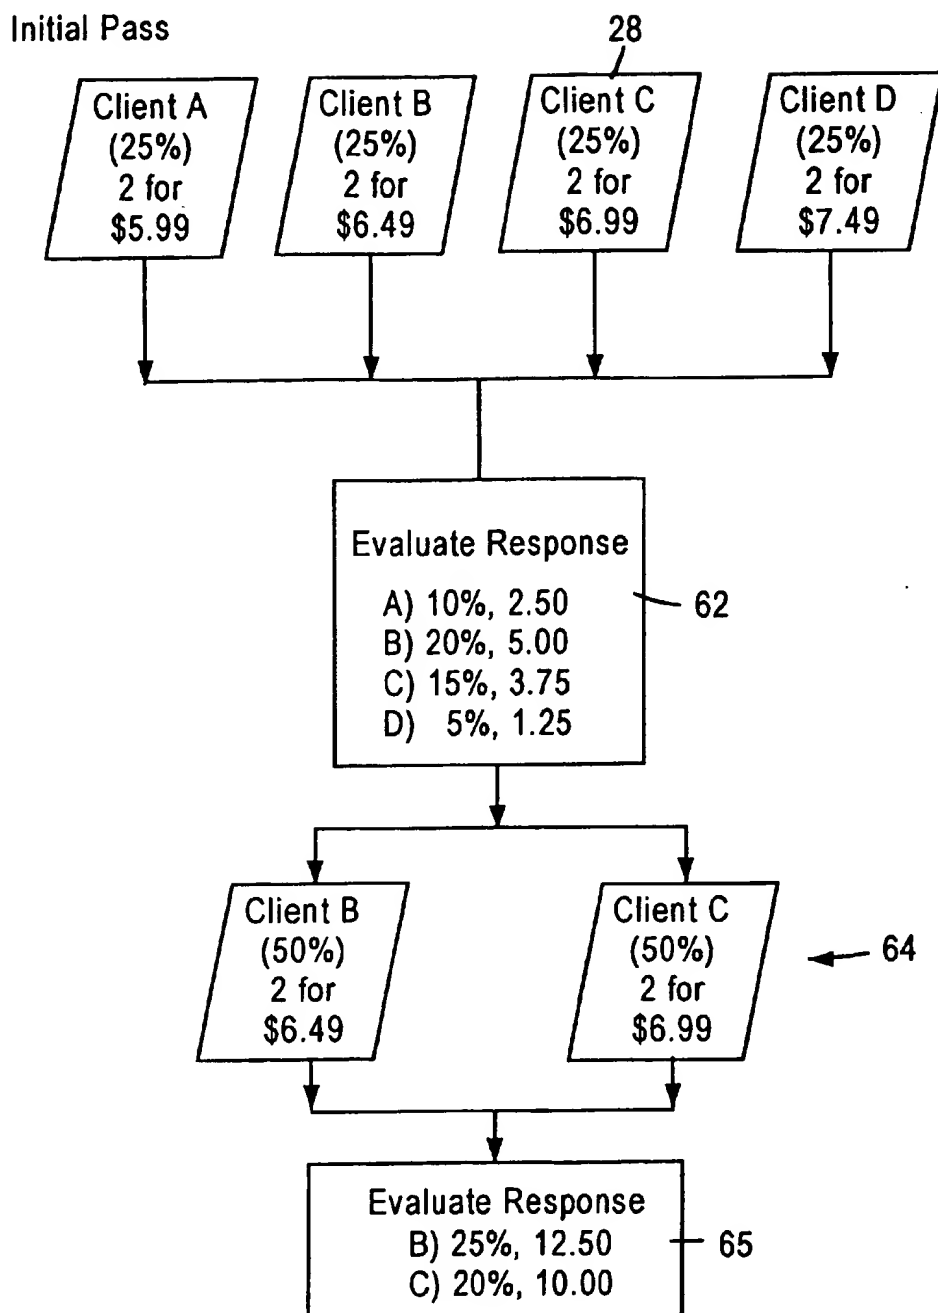 Initial Pass
28
Client A
(25%)
2 for
$5.99
Client B
(25%)
2 for
$6.49
Client C
(25%)
2 for
$6.99
Client D
(25%)
2 for
$7.49
Evaluate Response
A) 10%, 2.50
B) 20%, 5.00
C) 15%, 3.75
D) 5%, 1.25
62
Client B
(50%)
2 for
$6.49
Client C
(50%)
2 for
$6.99
64
Evaluate Response
B) 25%, 12.50
C) 20%, 10.00
65